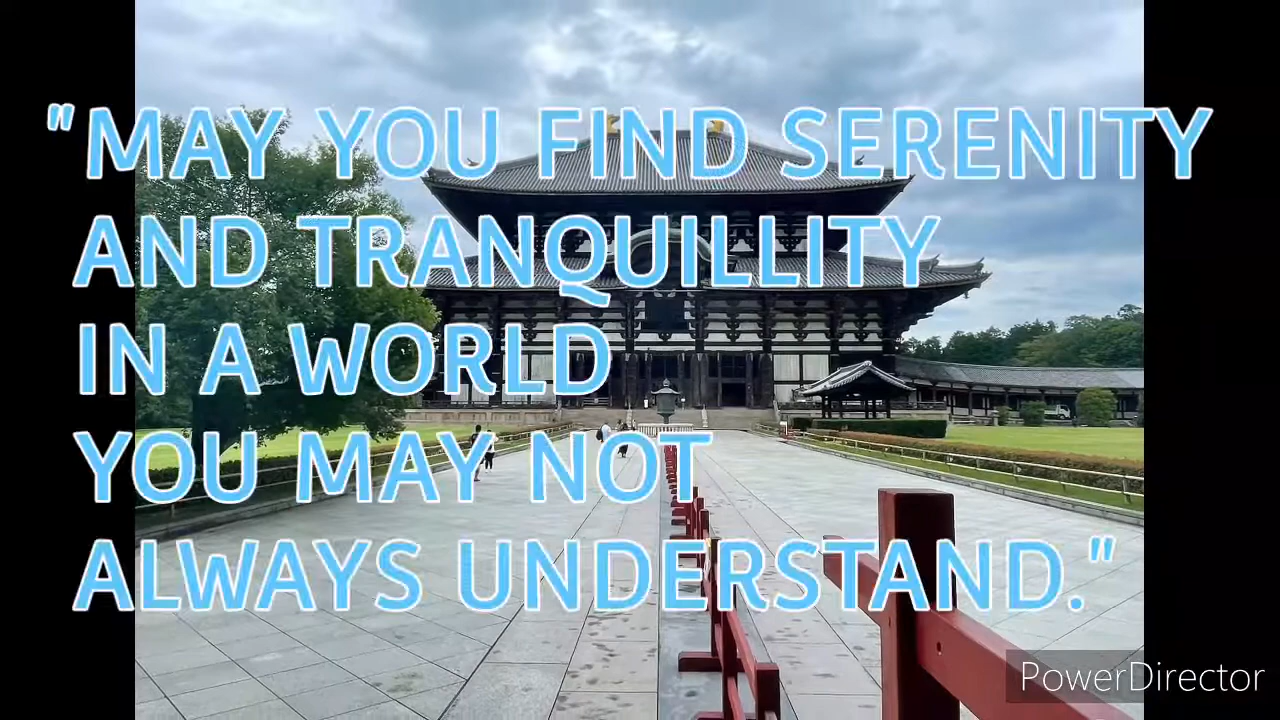 "MAY YOU FIND SERENITY
AND TRANQUILLITY
IN A WORLD
YOU MAY NOT
ALWAYS UNDERSTAND."
PowerDirector